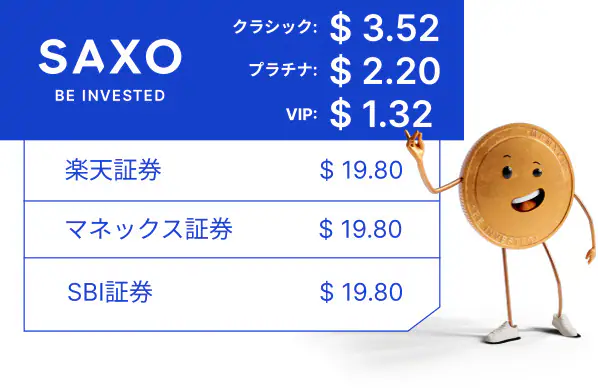 SAXO
BE INVESTED
クラシック: $ 3.52
プラチナ: $ 2.20
VIP: $ 1.32
楽天証券 $ 19.80
マネックス証券 $ 19.80
SBI証券 $ 19.80